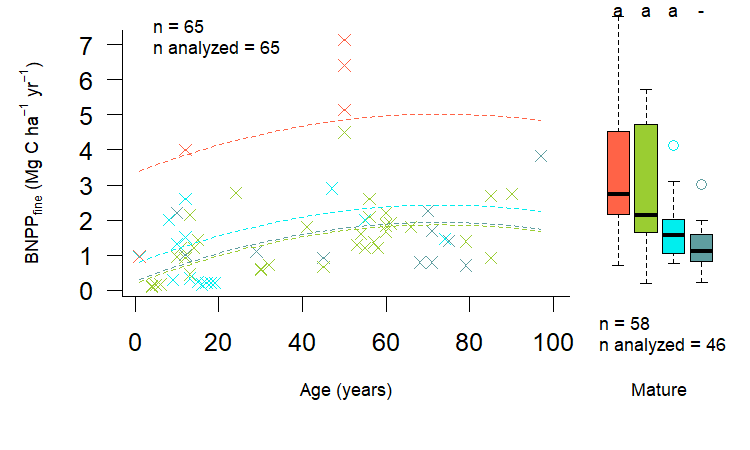 a a a -
n = 65
n analyzed = 65
7
6
5
4
3
2
1
0
BNPPfine (Mg C ha−1 yr−1)
0 20 40 60 80 100
Age (years)
n = 58
n analyzed = 46
Mature